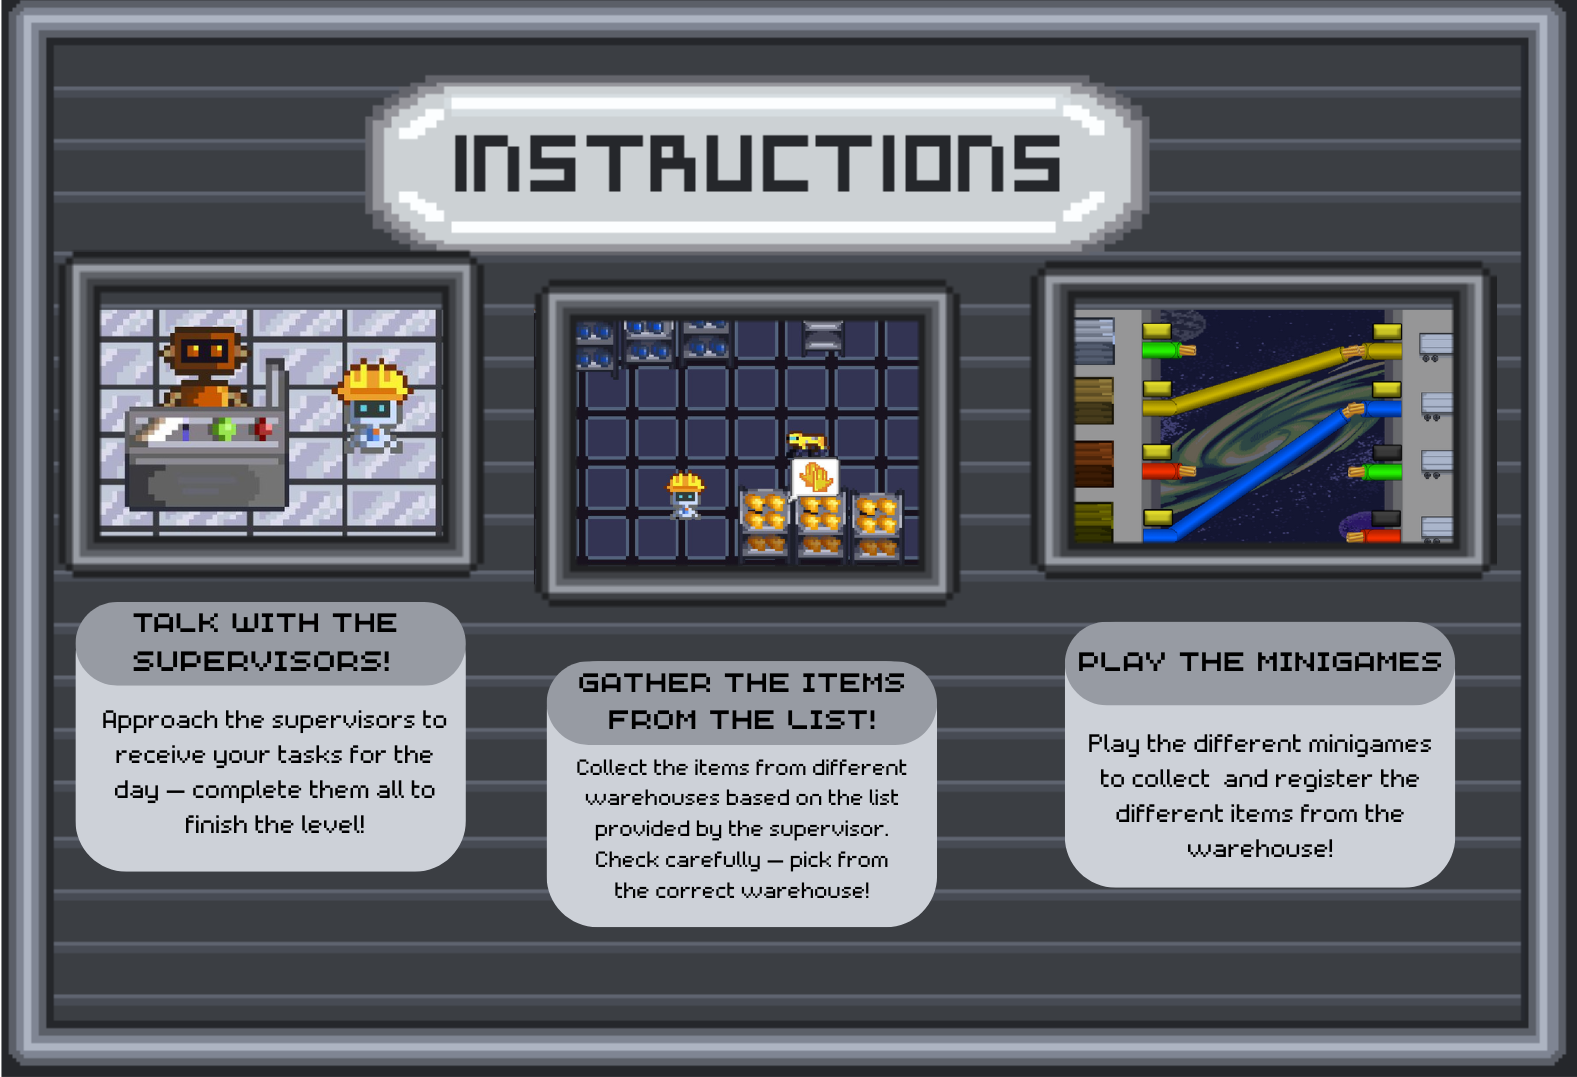 INSTRUCTIONS
TALK WITH THE
SUPERVISORS!
Approach the supervisors to
receive your tasks for the
day — complete them all to
finish the level!
GATHER THE ITEMS
FROM THE LIST!
Collect the items from different
warehouses based on the list
provided by the supervisor.
Check carefully — pick from
the correct warehouse!
PLAY THE MINIGAMES
Play the different minigames
to collect  and register the
different items from the
warehouse!